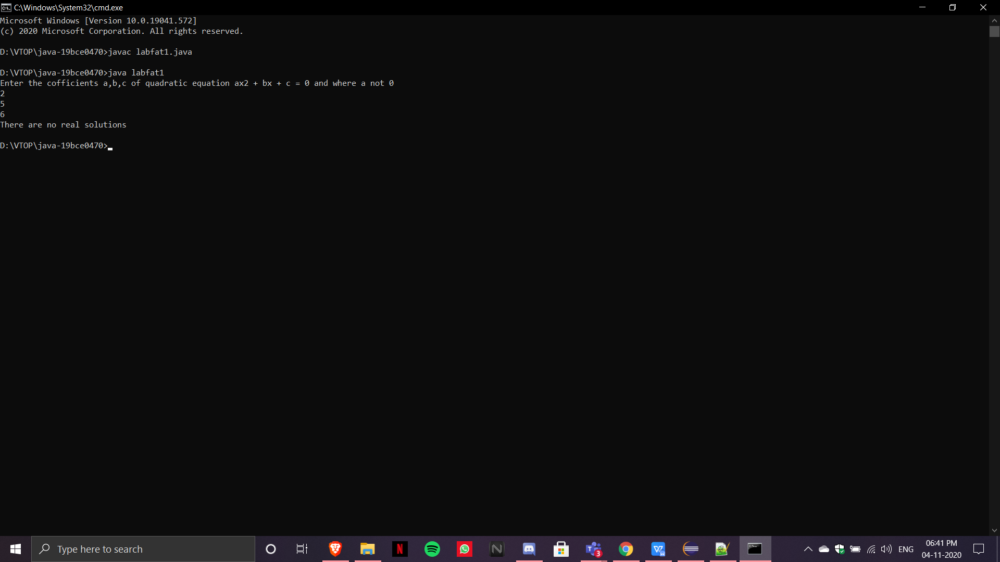 C:\Windows\System32\cmd.exe
Microsoft Windows [Version 10.0.19041.572]
(c) 2020 Microsoft Corporation. All rights reserved.
D:\VTOP\java-19bce0470>javac labfat1.java
D:\VTOP\java-19bce0470>java labfat1
Enter the cofficients a,b,c of quadratic equation ax2 + bx + c = 0 and where a not 0
2
5
6
There are no real solutions
D:\VTOP\java-19bce0470>
Type here to search
3
ENG
06:41 PM
04-11-2020